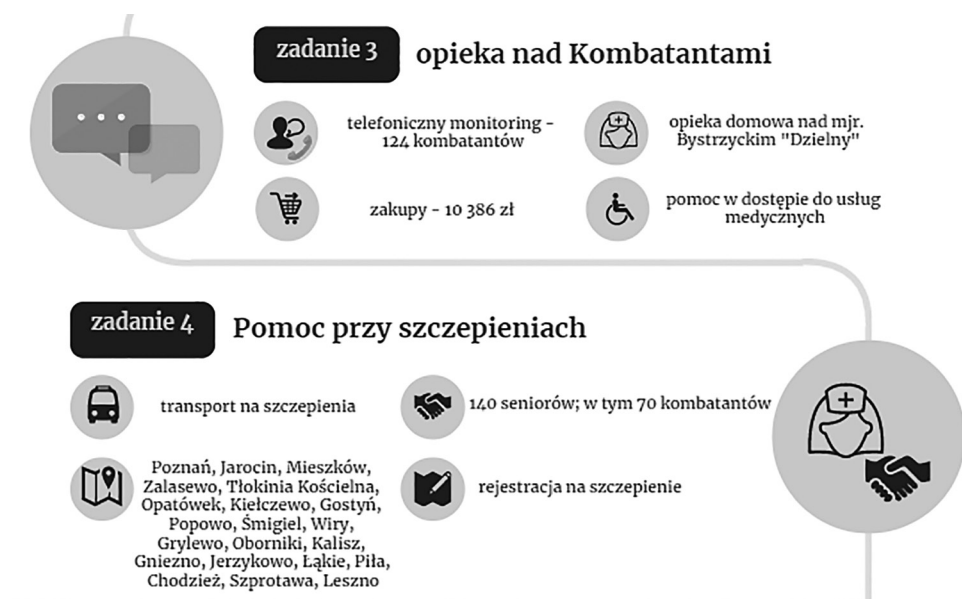 zadanie 3
opieka nad Kombatantami
telefoniczny monitoring -
124 kombatantów
opieka domowa nad mjr.
Bystrzyckim "Dzielny"
zakupy - 10 386 zł
pomoc w dostępie do usług
medycznych
zadanie 4
Pomoc przy szczepieniach
transport na szczepienia
140 seniorów; w tym 70 kombatantów
Poznań, Jarocin, Mieszków,
Zalasewo, Tłokinia Kościelna,
Opatówek, Kiełczewo, Gostyń,
Popowo, Śmigiel, Wiry,
Grylewo, Oborniki, Kalisz,
Gniezno, Jerzykowo, Łąkie, Piła,
Chodzież, Szprotawa, Leszno
rejestracja na szczepienie